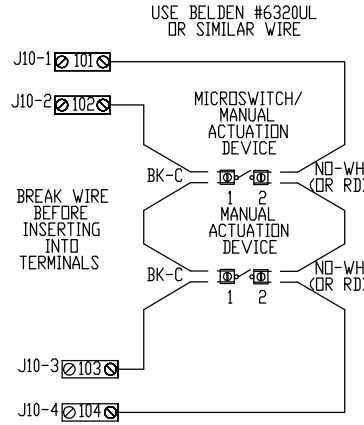 USE BELDEN #6320UL
OR SIMILAR WIRE
J10-1 101
J10-2 102
MICROSWITCH/
MANUAL
ACTUATION
DEVICE
BK-C
NO-WH
(OR RD)
1 2
BREAK WIRE
BEFORE
INSERTING
INTO
TERMINALS
MANUAL
ACTUATION
DEVICE
BK-C
NO-WH
(OR RD)
1 2
J10-3 103
J10-4 104